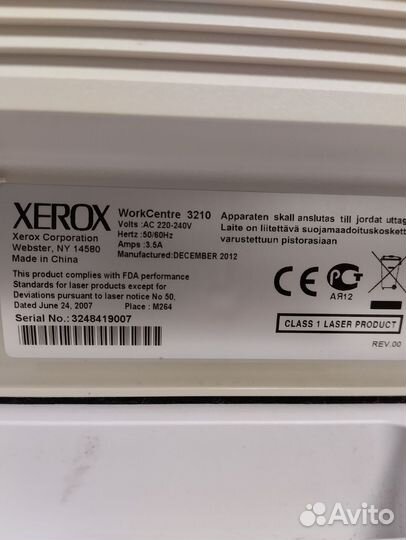 XEROX
WorkCentre 3210
Volts :AC 220-240V
Hertz :50/60Hz
Amps :3.5A
Manufactured:DECEMBER 2012
Xerox Corporation
Webster, NY 14580
Made in China
This product complies with FDA performance
Standards for laser products except for
Deviations pursuant to laser notice No 50.
Dated June 24, 2007 Place : M264
Serial No.:3248419007
Apparaten skall anslutas till jordat uttag
Laite on liitettävä suojamaadoituskosket
varustettuun pistorasiaan
CE
РСТ
АЯ12
CLASS 1 LASER PRODUCT
REV.00
Avito